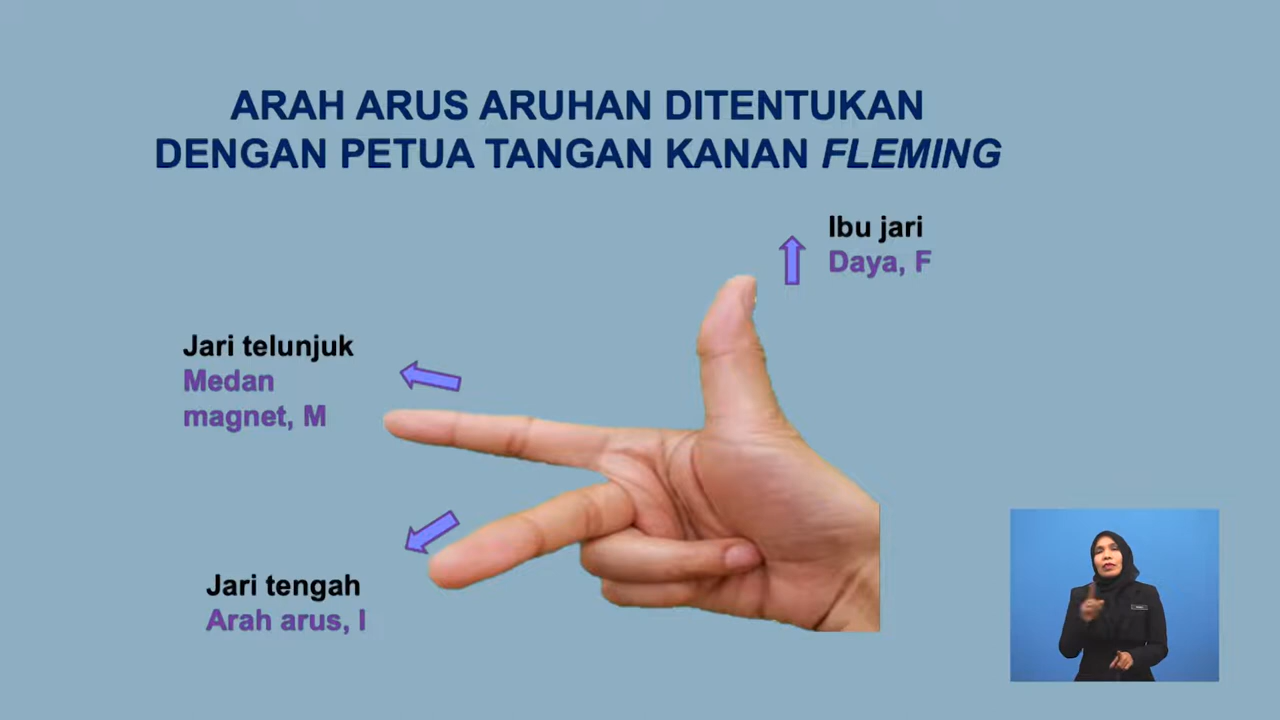 ARAH ARUS ARUHAN DITENTUKAN
DENGAN PETUA TANGAN KANAN FLEMING
Ibu jari
Daya, F
Jari telunjuk
Medan
magnet, M
Jari tengah
Arah arus, I